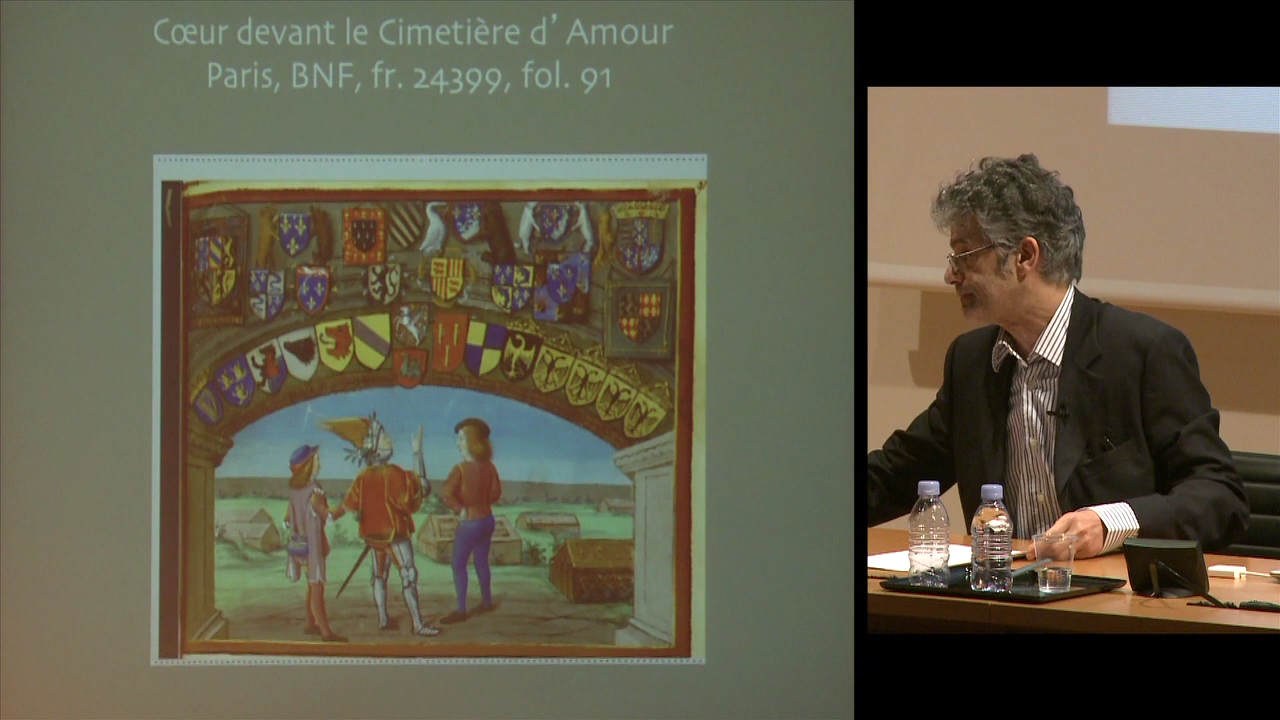 Cœur devant le Cimetière d’ Amour
Paris, BNF, fr. 24399, fol. 91